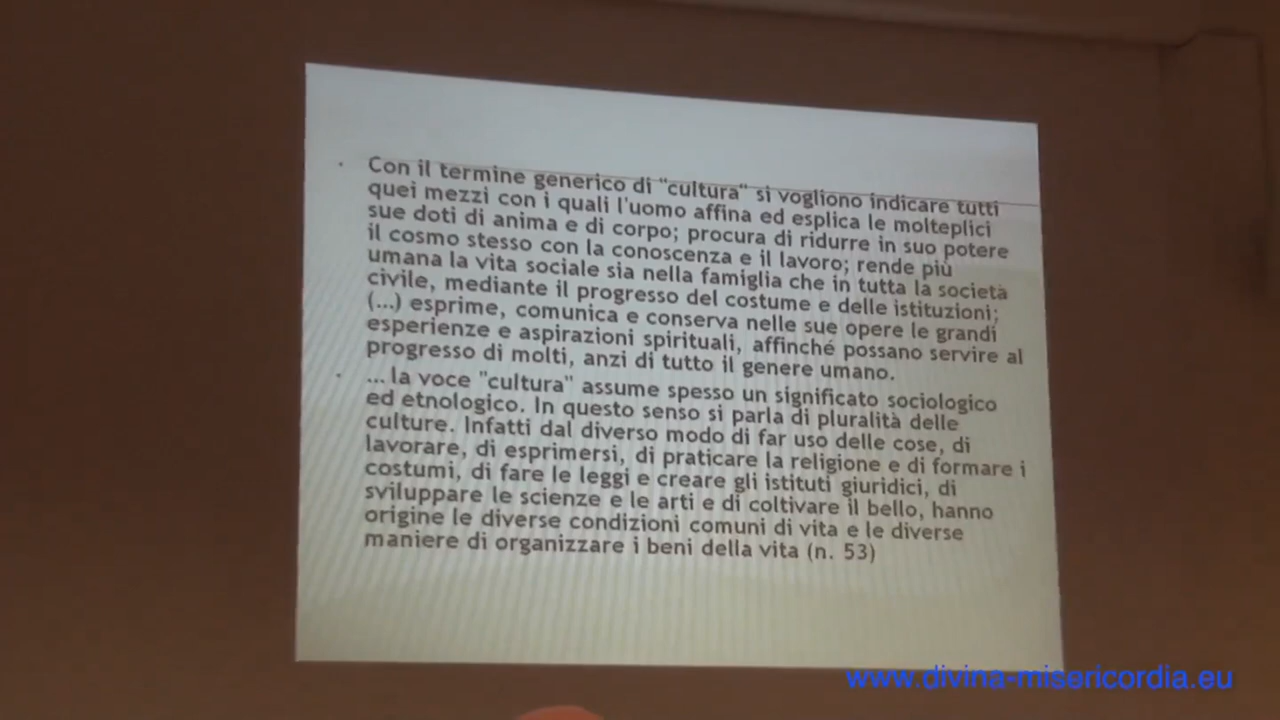 · Con il termine generico di "cultura" si vogliono indicare tutti
quei mezzi con i quali l'uomo affina ed esplica le molteplici
sue doti di anima e di corpo; procura di ridurre in suo potere
il cosmo stesso con la conoscenza e il lavoro; rende più
umana la vita sociale sia nella famiglia che in tutta la società
civile, mediante il progresso del costume e delle istituzioni;
(...) esprime, comunica e conserva nelle sue opere le grandi
esperienze e aspirazioni spirituali, affinché possano servire al
progresso di molti, anzi di tutto il genere umano.
· ... la voce "cultura" assume spesso un significato sociologico
ed etnologico. In questo senso si parla di pluralità delle
culture. Infatti dal diverso modo di far uso delle cose, di
lavorare, di esprimersi, di praticare la religione e di formare i
costumi, di fare le leggi e creare gli istituti giuridici, di
sviluppare le scienze e le arti e di coltivare il bello, hanno
origine le diverse condizioni comuni di vita e le diverse
maniere di organizzare i beni della vita (n. 53)
www.divina-misericordia.eu